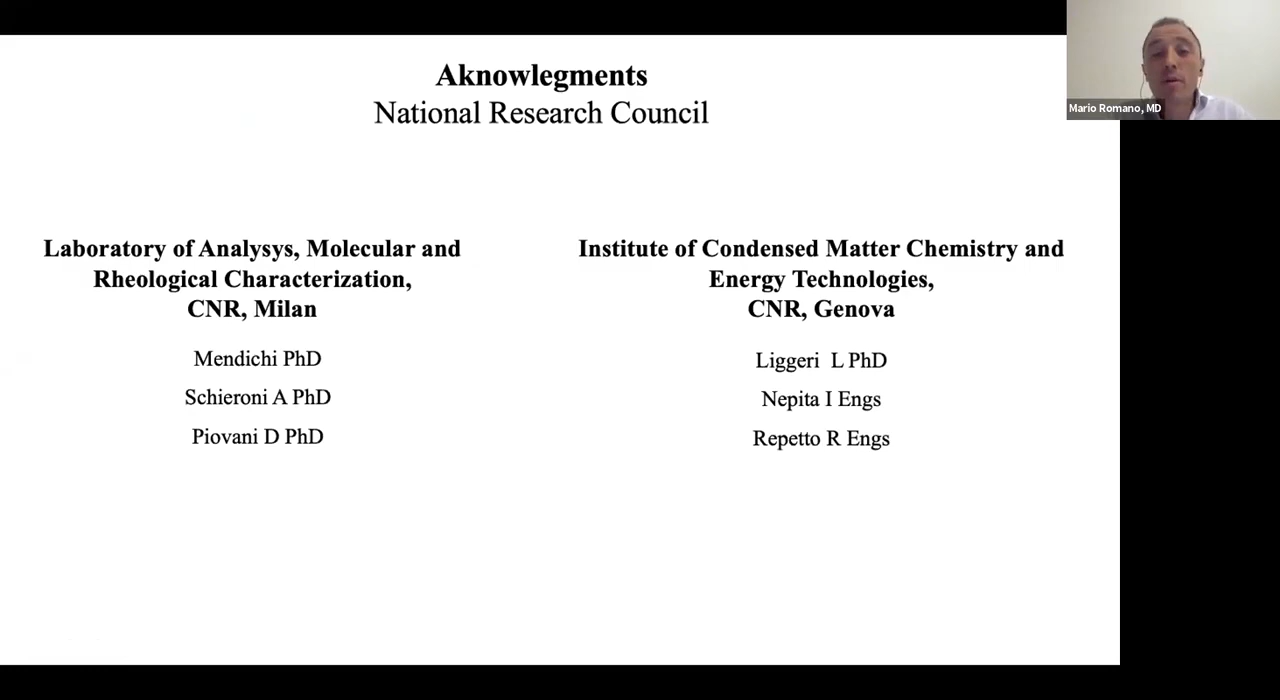 Aknowlegments
National Research Council
Mario Romano, MD
Laboratory of Analysys, Molecular and
Rheological Characterization,
CNR, Milan
Mendichi PhD
Schieroni A PhD
Piovani D PhD
Institute of Condensed Matter Chemistry and
Energy Technologies,
CNR, Genova
Liggeri  L PhD
Nepita I Engs
Repetto R Engs